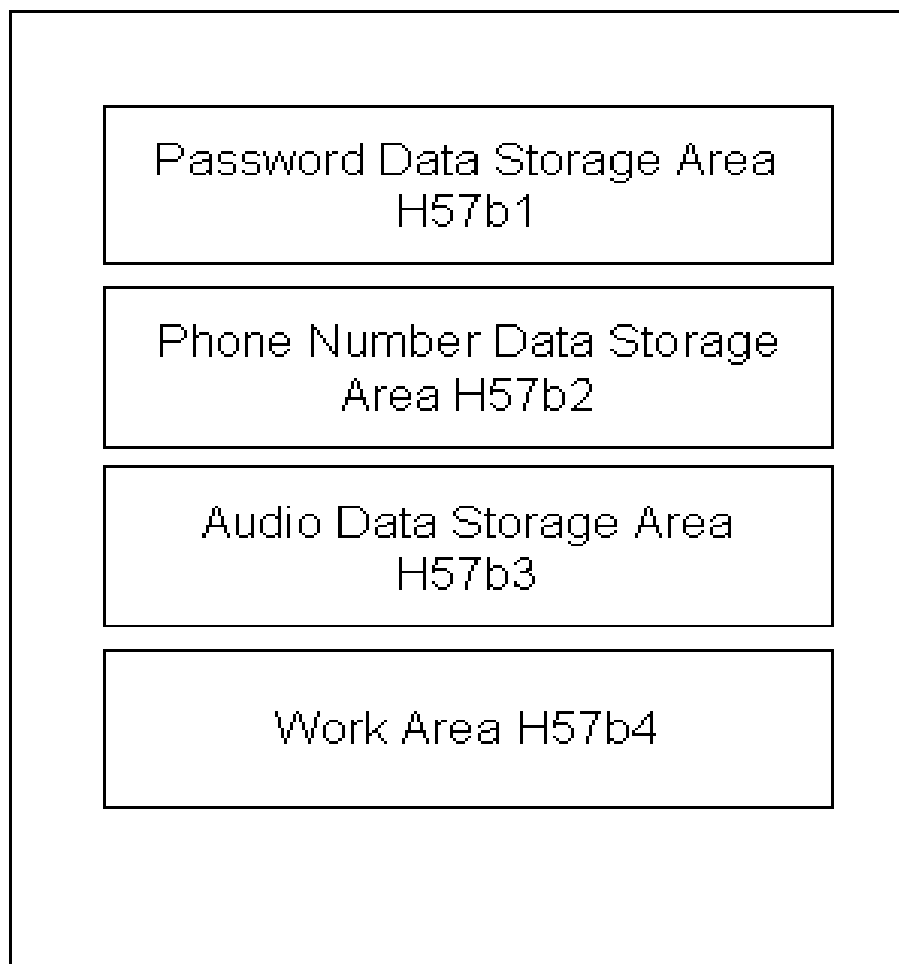 Password Data Storage Area
H57b1
Phone Number Data Storage
Area H57b2
Audio Data Storage Area
H57b3
Work Area H57b4